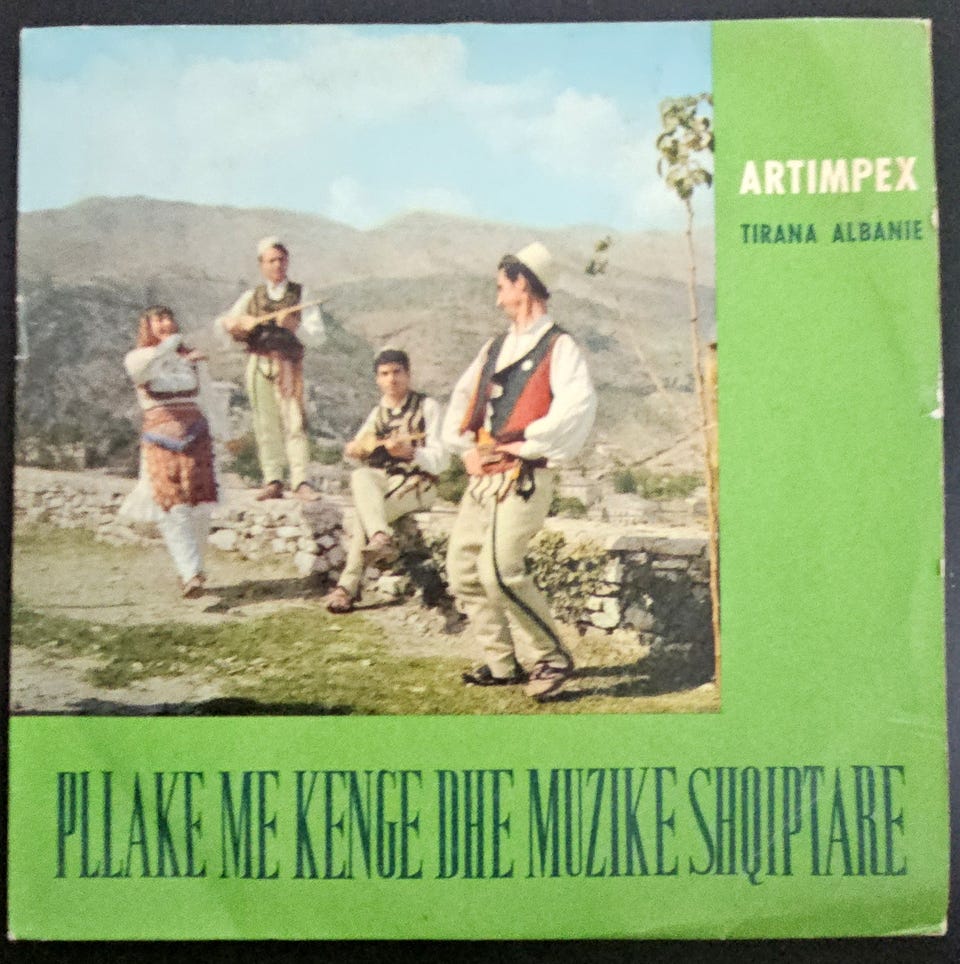 ARTIMPEX
TIRANA ALBANIE
PLLAKE ME KENGE DHE MUZIKE SHQIPTARE